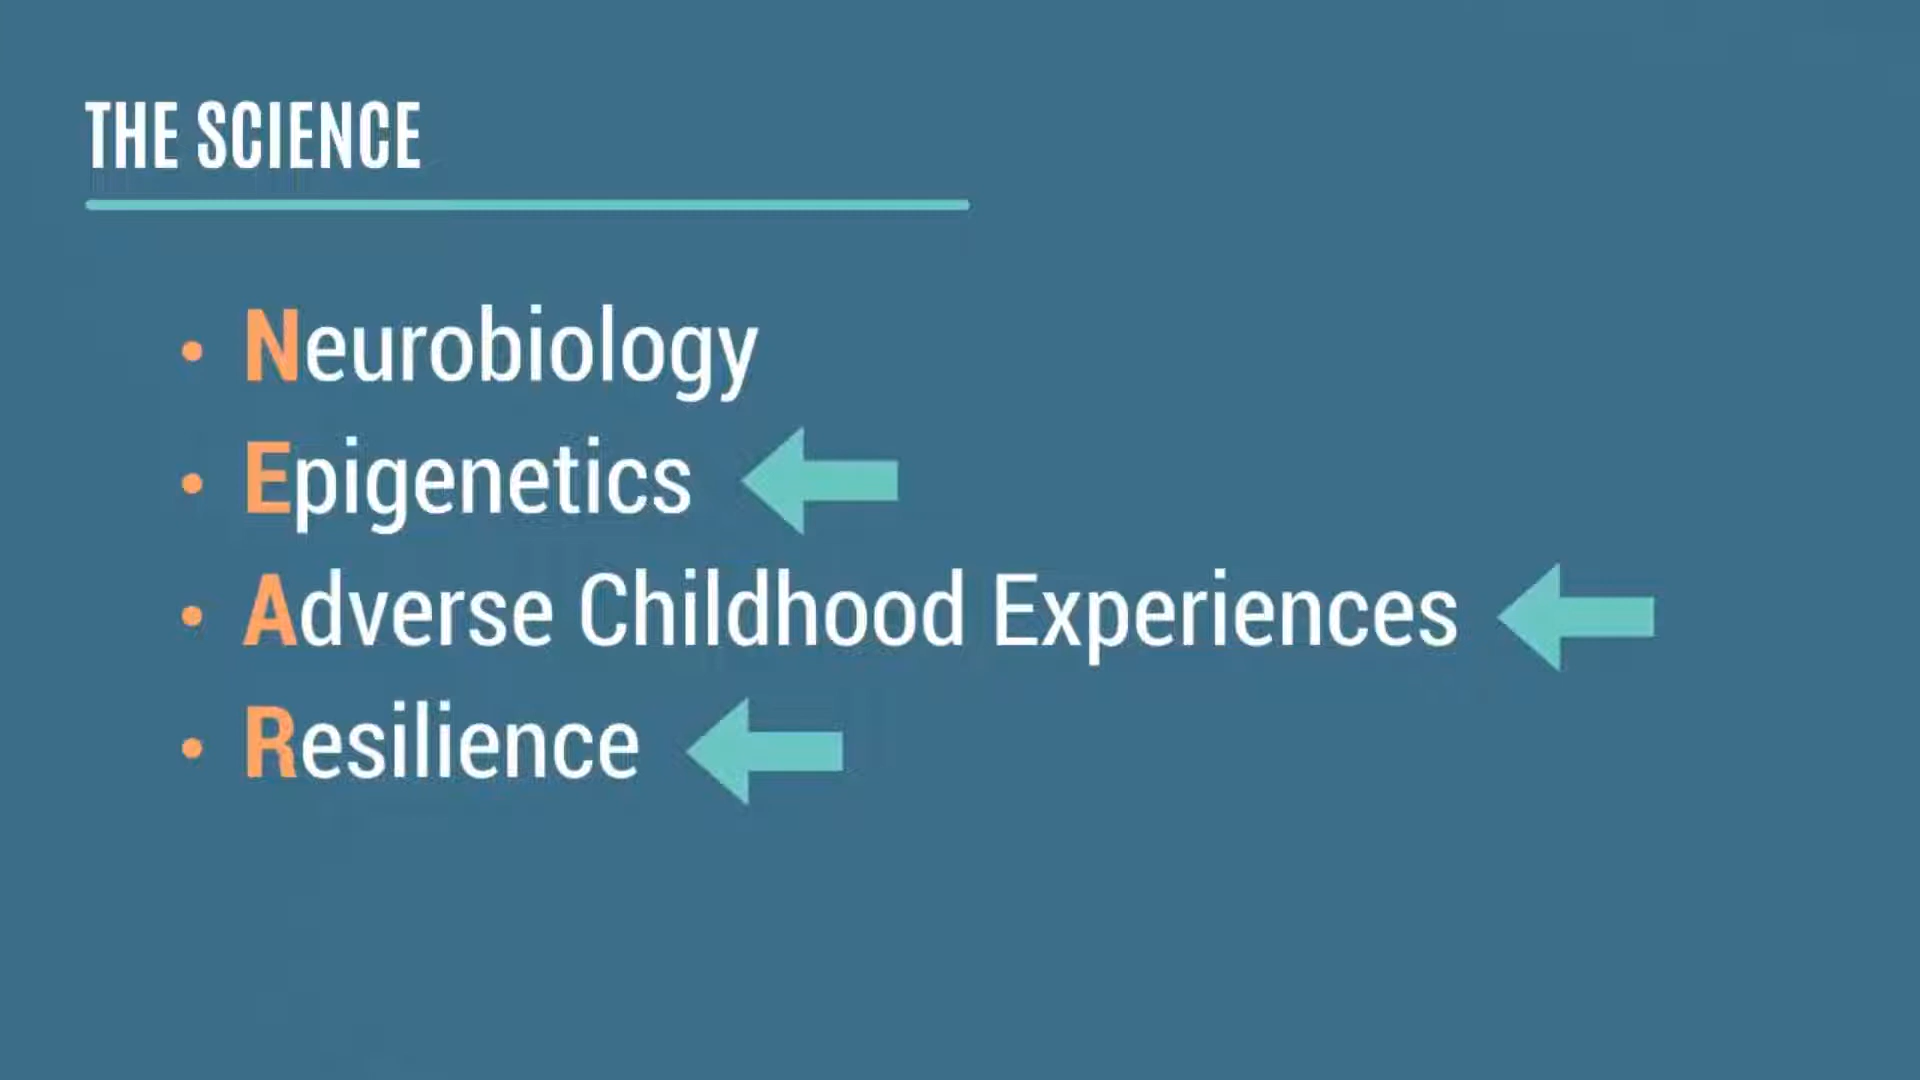 THE SCIENCE
• Neurobiology
• Epigenetics
• Adverse Childhood Experiences
• Resilience